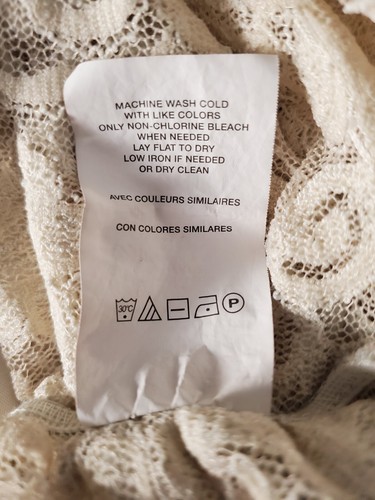 MACHINE WASH COLD
WITH LIKE COLORS
ONLY NON-CHLORINE BLEACH
WHEN NEEDED
LAY FLAT TO DRY
LOW IRON IF NEEDED
OR DRY CLEAN
AVEC COULEURS SIMILAIRES
CON COLORES SIMILARES
30°C P